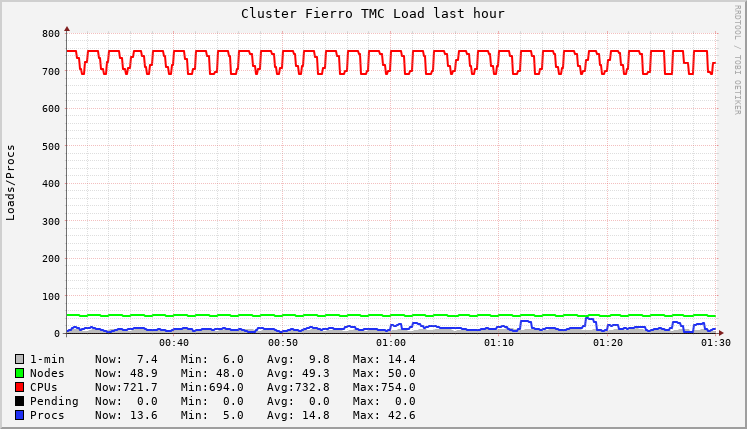 Cluster Fierro TMC Load last hour
RRDTOOL / TOBI OETIKER
Loads/Procs
800
700
600
500
400
300
200
100
0
00:40 00:50 01:00 01:10 01:20 01:30
1-min Now: 7.4 Min: 6.0 Avg: 9.8 Max: 14.4
Nodes Now: 48.9 Min: 48.0 Avg: 49.3 Max: 50.0
CPUs Now:721.7 Min:694.0 Avg:732.8 Max:754.0
Pending Now: 0.0 Min: 0.0 Avg: 0.0 Max: 0.0
Procs Now: 13.6 Min: 5.0 Avg: 14.8 Max: 42.6